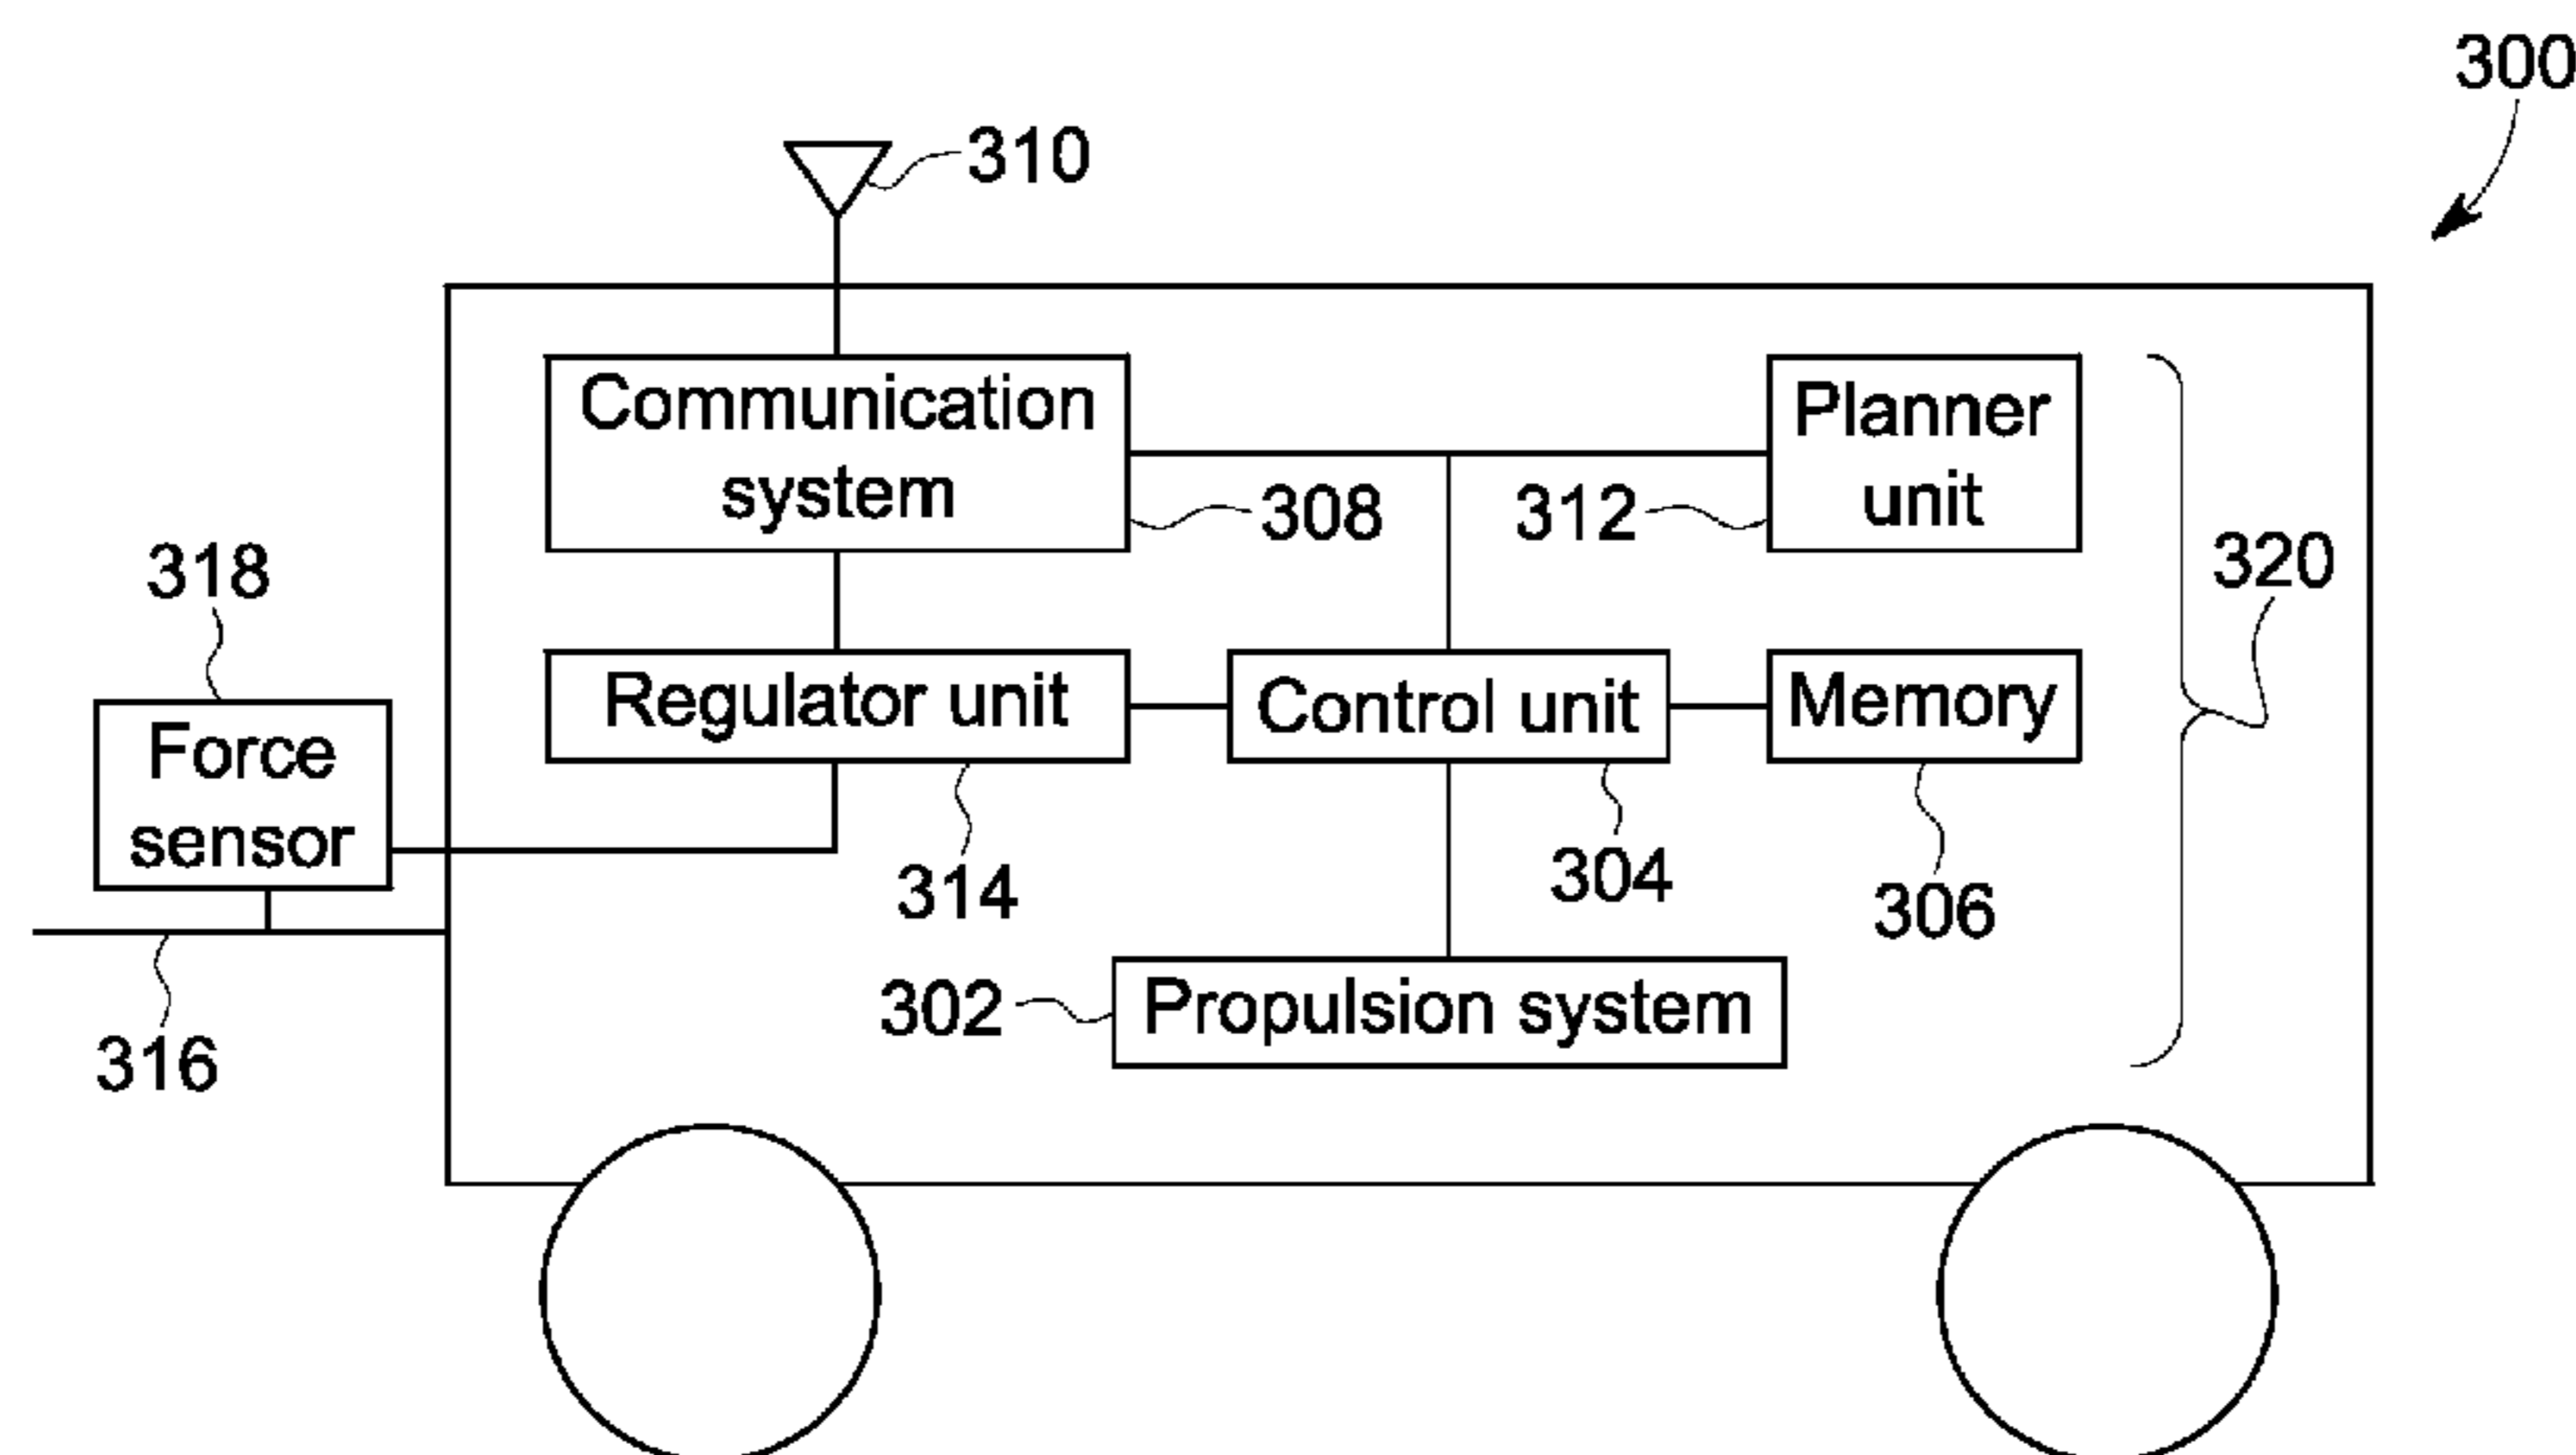 300
310
Communication
system
308
312
Planner
unit
320
318
Force
sensor
Regulator unit
Control unit
Memory
314
304
306
316
302
Propulsion system